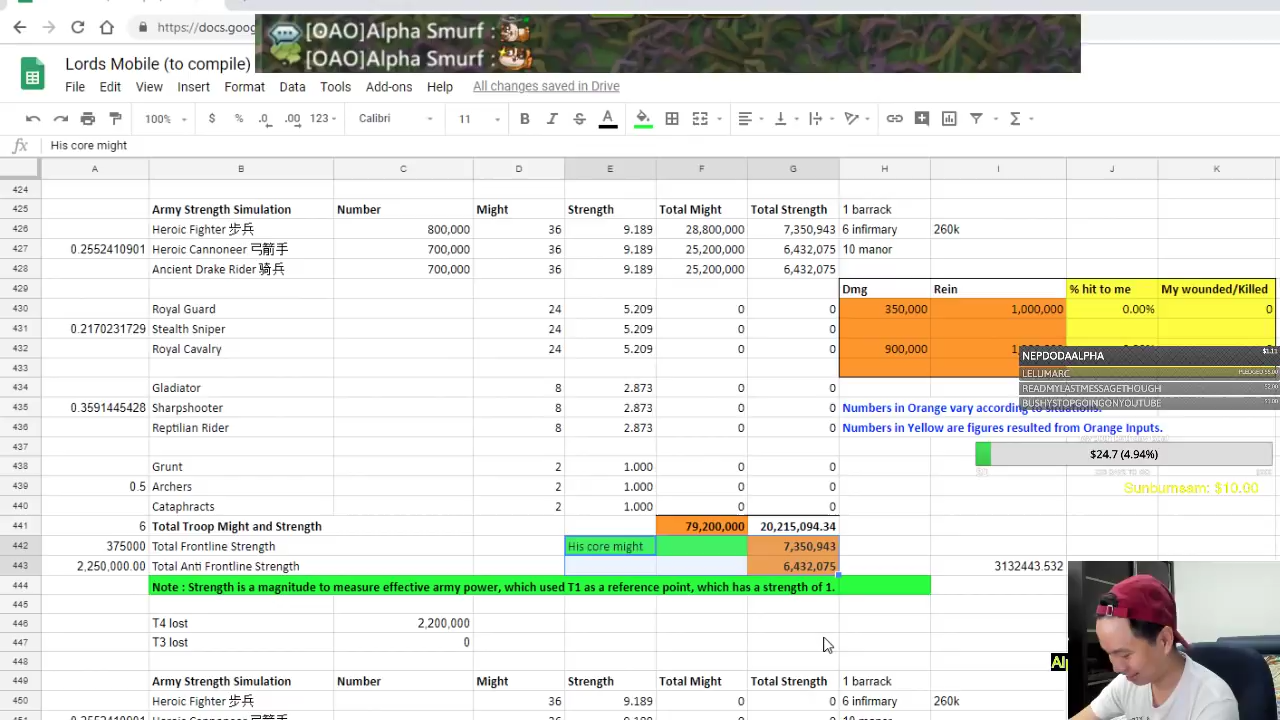 [OAO]Alpha Smurf :
[OAO]Alpha Smurf :
https://docs.goog
Lords Mobile (to compile)
File Edit View Insert Format Data Tools Add-ons Help All changes saved in Drive
100% $ % .0 .00 123 Calibri 11 B I S A
fx His core might
A B C D E F G H I J K
424
425 Army Strength Simulation Number Might Strength Total Might Total Strength 1 barrack
426 Heroic Fighter 步兵 800,000 36 9.189 28,800,000 7,350,943 6 infirmary 260k
427 0.2552410901 Heroic Cannoneer 弓箭手 700,000 36 9.189 25,200,000 6,432,075 10 manor
428 Ancient Drake Rider 骑兵 700,000 36 9.189 25,200,000 6,432,075
429 Dmg Rein % hit to me My wounded/Killed
430 Royal Guard 24 5.209 0 0 350,000 1,000,000 0.00% 0
431 0.2170231729 Stealth Sniper 24 5.209 0 0
432 Royal Cavalry 24 5.209 0 0 900,000
433
NEPDODAALPHA
LELLIMARC PLEDGED $5.00
READMYLASTMESSAGETHOUGH $2.00
BUSHYSTOPGOINGONYOUTUBE
434 Gladiator 8 2.873 0 0
435 0.3591445428 Sharpshooter 8 2.873 0 0 Numbers in Orange vary according to situations.
436 Reptilian Rider 8 2.873 0 0 Numbers in Yellow are figures resulted from Orange Inputs.
437
$24.7 (4.94%)
438 Grunt 2 1.000 0 0
439 0.5 Archers 2 1.000 0 0
Sunburnsam: $10.00
440 Cataphracts 2 1.000 0 0
441 6 Total Troop Might and Strength 79,200,000 20,215,094.34
442 375000 Total Frontline Strength His core might 7,350,943
443 2,250,000.00 Total Anti Frontline Strength 6,432,075 3132443.532
444 Note : Strength is a magnitude to measure effective army power, which used T1 as a reference point, which has a strength of 1.
445
446 T4 lost 2,200,000
447 T3 lost 0
448
449 Army Strength Simulation Number Might Strength Total Might Total Strength 1 barrack
450 Heroic Fighter 步兵 0 36 9.189 0 0 6 infirmary 260k